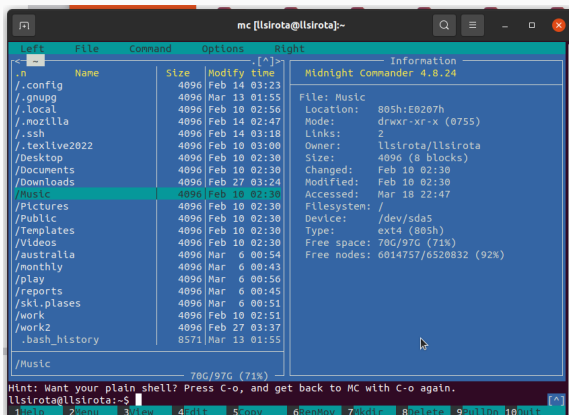 mc [llsirota@llsirota]:~
Left File Command Options Right
<- ~ .[^]>
.n Name Size Modify time
/.config 4096 Feb 14 03:23
/.gnupg 4096 Mar 13 01:55
/.local 4096 Feb 10 02:56
/.mozilla 4096 Feb 14 02:47
/.ssh 4096 Feb 14 03:18
/.texlive2022 4096 Feb 10 03:00
/Desktop 4096 Feb 10 02:30
/Documents 4096 Feb 10 02:30
/Downloads 4096 Feb 27 03:24
/Music 4096 Feb 10 02:30
/Pictures 4096 Feb 10 02:30
/Public 4096 Feb 10 02:30
/Templates 4096 Feb 10 02:30
/Videos 4096 Feb 10 02:30
/australia 4096 Mar 6 00:54
/monthly 4096 Mar 6 00:43
/play 4096 Mar 6 00:56
/reports 4096 Mar 6 00:45
/ski.plases 4096 Mar 6 00:51
/work 4096 Feb 10 02:51
/work2 4096 Feb 27 03:37
.bash_history 8571 Mar 13 01:55
/Music
70G/97G (71%)
Information
Midnight Commander 4.8.24
File: Music
Location: 805h:E0207h
Mode: drwxr-xr-x (0755)
Links: 2
Owner: llsirota/llsirota
Size: 4096 (8 blocks)
Changed: Feb 10 02:30
Modified: Feb 10 02:30
Accessed: Mar 18 22:47
Filesystem: /
Device: /dev/sda5
Type: ext4 (805h)
Free space: 70G/97G (71%)
Free nodes: 6014757/6520832 (92%)
Hint: Want your plain shell? Press C-o, and get back to MC with C-o again.
llsirota@llsirota:~$ [^]
1Help 2Menu 3View 4Edit 5Copy 6RenMov 7Mkdir 8Delete 9PullDn 10Quit